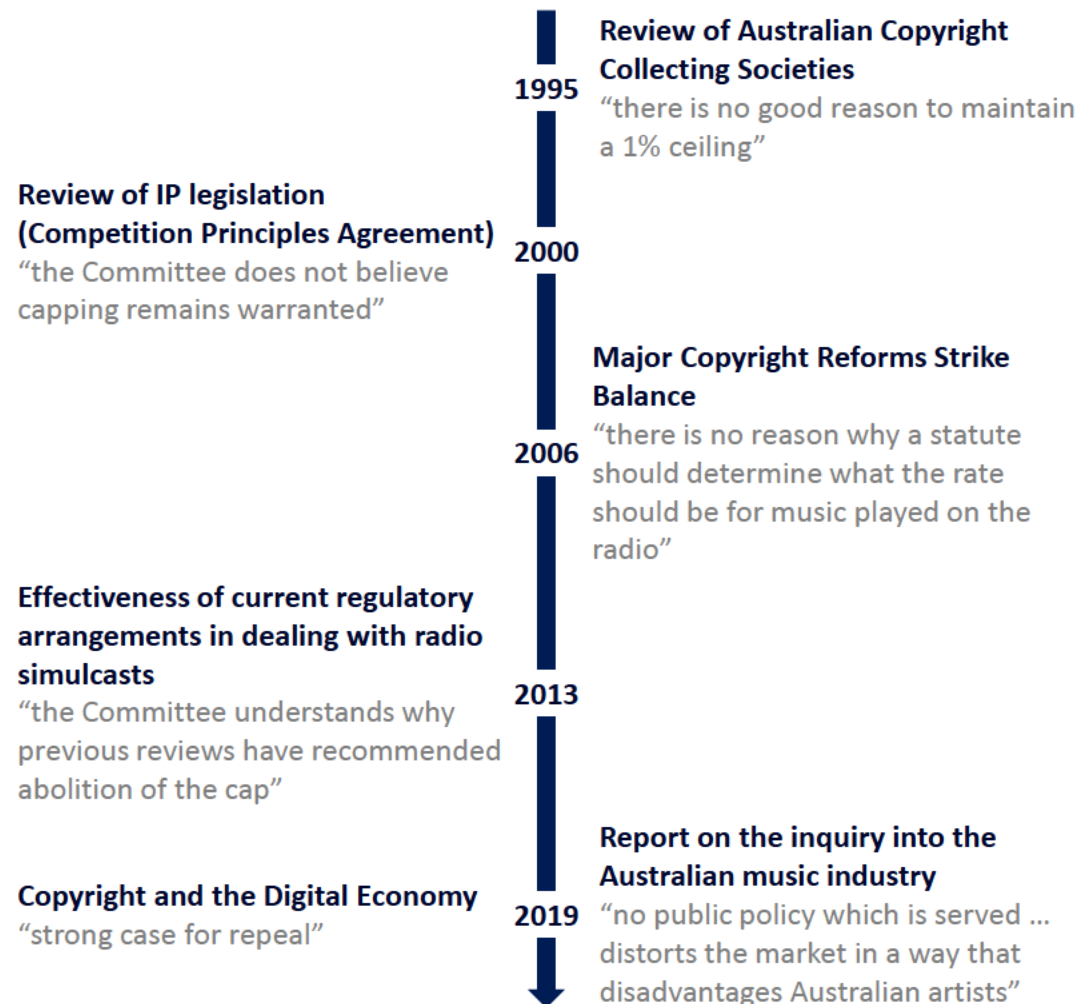 Review of Australian Copyright
Collecting Societies
1995
“there is no good reason to maintain
a 1% ceiling”
Review of IP legislation
(Competition Principles Agreement)
2000
“the Committee does not believe
capping remains warranted”
Major Copyright Reforms Strike
Balance
2006
“there is no reason why a statute
should determine what the rate
should be for music played on the
radio”
Effectiveness of current regulatory
arrangements in dealing with radio
simulcasts
2013
“the Committee understands why
previous reviews have recommended
abolition of the cap”
Copyright and the Digital Economy
“strong case for repeal”
2019
Report on the inquiry into the
Australian music industry
“no public policy which is served ...
distorts the market in a way that
disadvantages Australian artists”